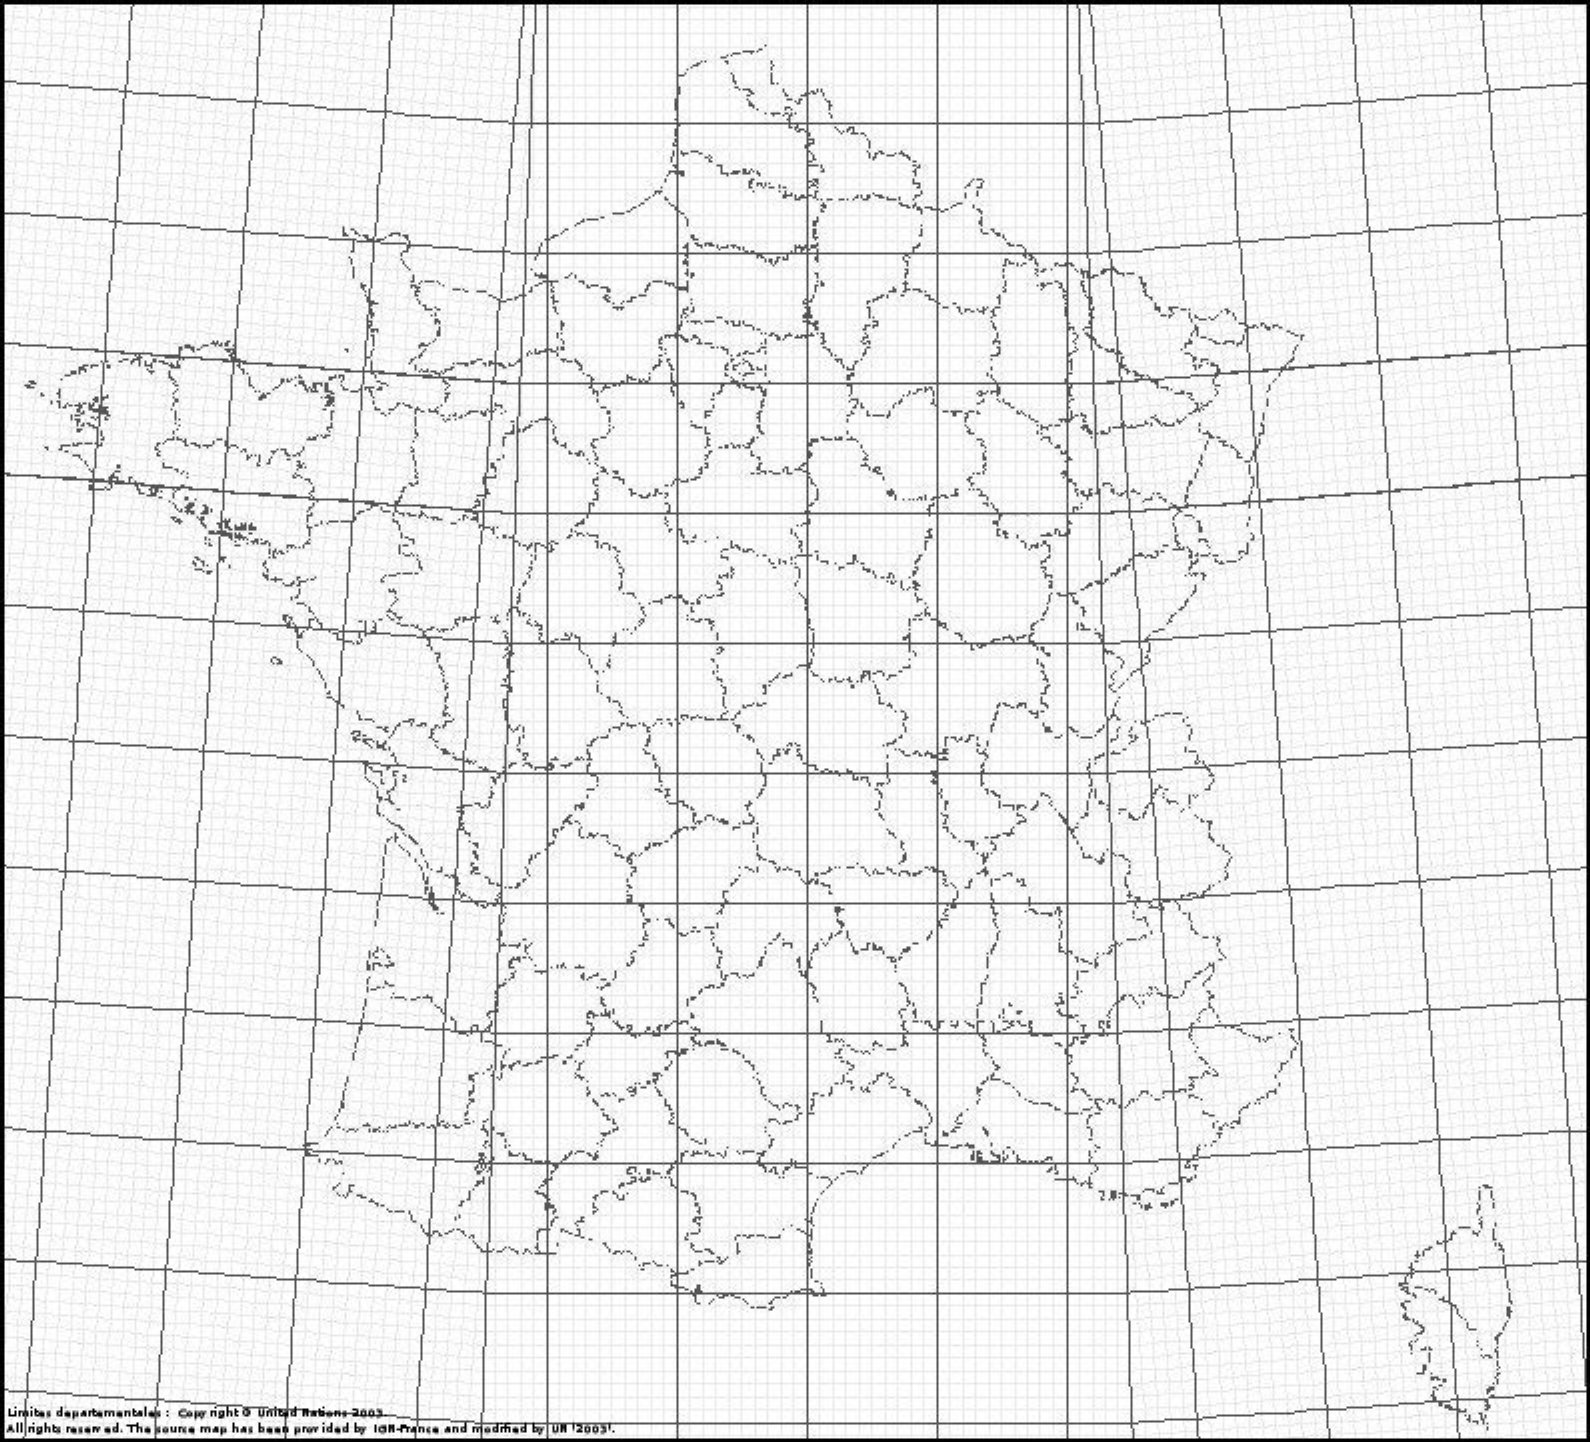 Limites departementales : Copyright © United Nations 2003.
All rights reserved. The source map has been provided by IGN-France and modified by UN '2003'.